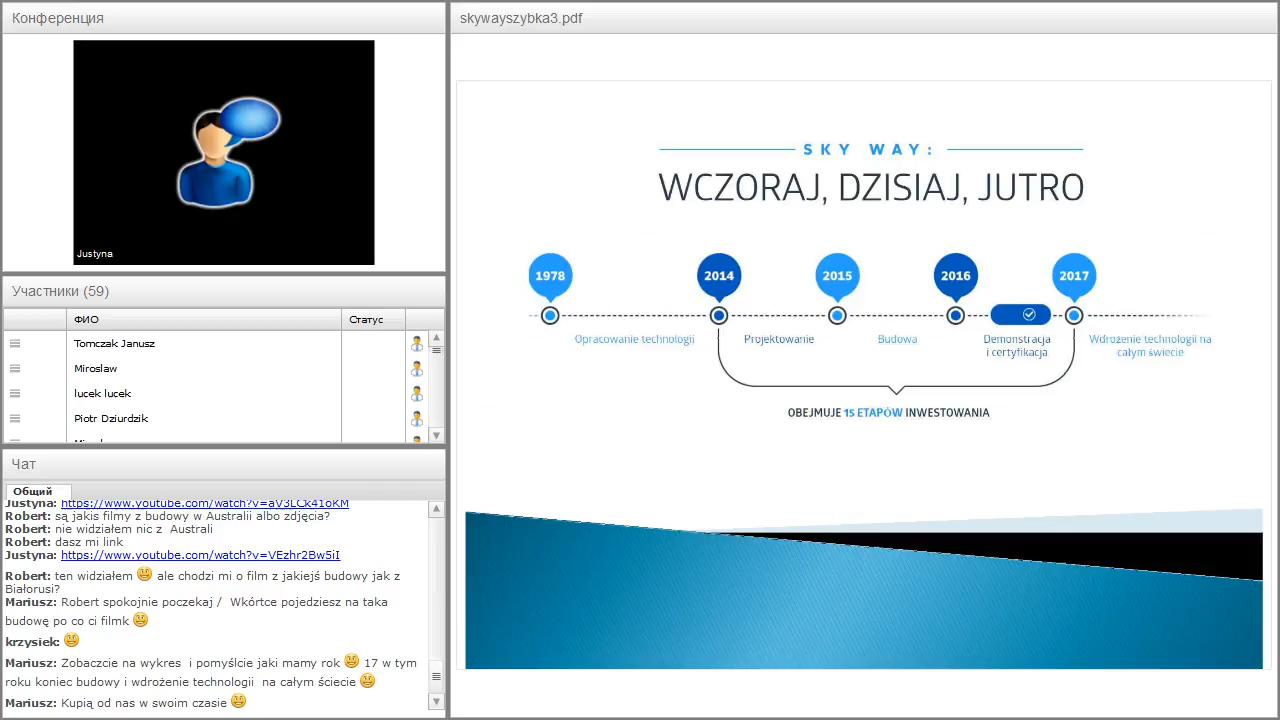 Конференция
Justyna
Участники (59)
ФИО
Статус
Tomczak Janusz
Miroslaw
lucek lucek
Piotr Dziurdzik
Чат
Общий
Justyna: https://www.youtube.com/watch?v=aV3LCk41oKM
Robert: są jakis filmy z budowy w Australii albo zdjęcia?
Robert: nie widziałem nic z Australi
Robert: dasz mi link
Justyna: https://www.youtube.com/watch?v=VEzhr2Bw5iI
Robert: ten widziałem ale chodzi mi o film z jakiejś budowy jak z
Białorusi?
Mariusz: Robert spokojnie poczekaj / Wkórtce pojedziesz na taka
budowę po co ci filmk
krzysiek:
Mariusz: Zobaczcie na wykres i pomyślcie jaki mamy rok 17 w tym
roku koniec budowy i wdrożenie technologii na całym ściecie
Mariusz: Kupią od nas w swoim czasie
skywayszybka3.pdf
SKY WAY:
WCZORAJ, DZISIAJ, JUTRO
1978
2014
2015
2016
2017
Opracowanie technologii
Projektowanie
Budowa
Demonstracja
i certyfikacja
Wdrożenie technologii na
całym świecie
OBEJMUJE 15 ETAPÓW INWESTOWANIA